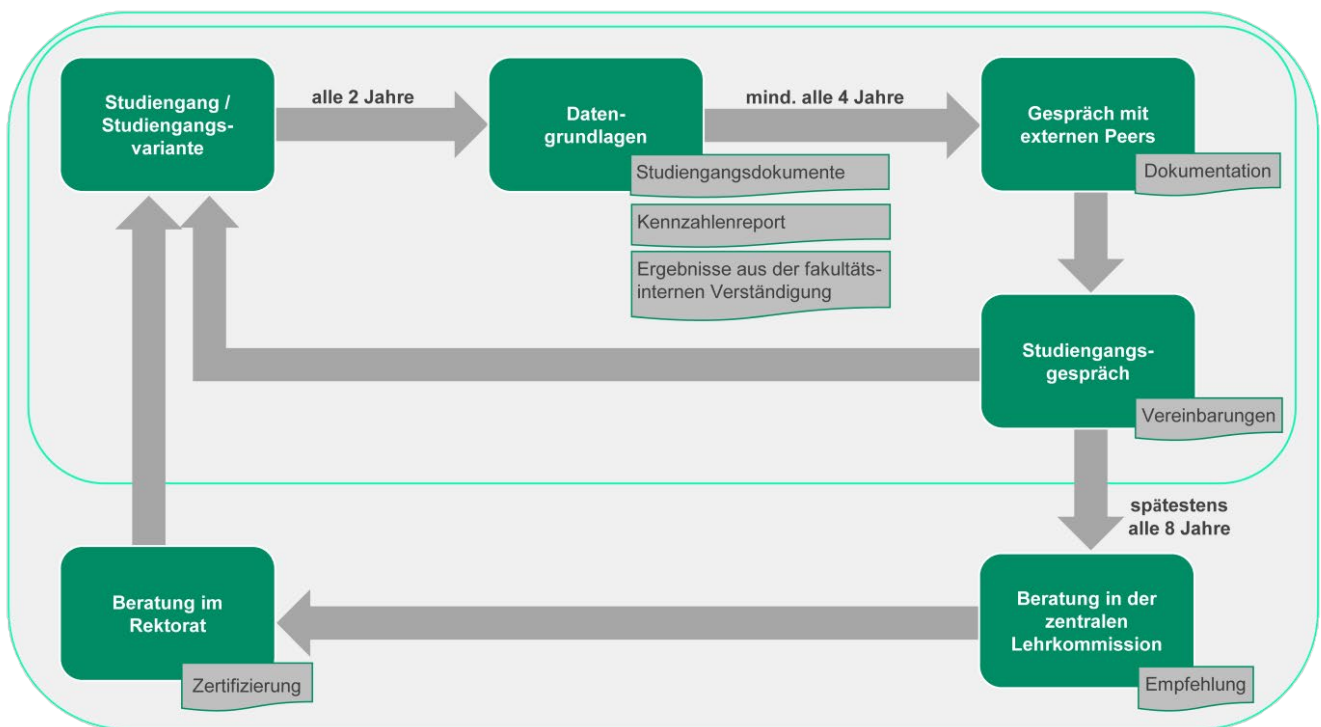 Studiengang /
Studiengangs-
variante
alle 2 Jahre
Daten-
grundlagen
Studiengangsdokumente
Kennzahlenreport
Ergebnisse aus der fakultäts-
internen Verständigung
mind. alle 4 Jahre
Gespräch mit
externen Peers
Dokumentation
Studiengangs-
gespräch
Vereinbarungen
spätestens
alle 8 Jahre
Beratung in der
zentralen
Lehrkommission
Empfehlung
Beratung im
Rektorat
Zertifizierung